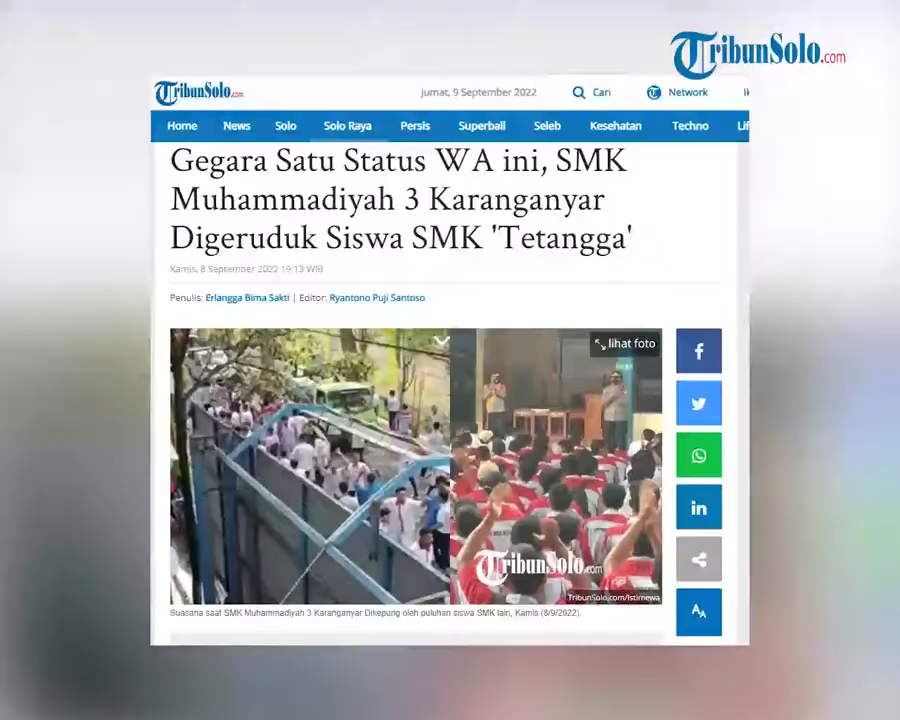 TribunSolo.com
TribunSolo.com
Jumat, 9 September 2022
Cari
Network
Home News Solo Solo Raya Persis Superball Seleb Kesehatan Techno Lif
Gegara Satu Status WA ini, SMK
Muhammadiyah 3 Karanganyar
Digeruduk Siswa SMK 'Tetangga'
Kamis, 8 September 2022 19:13 WIB
Penulis: Erlangga Bima Sakti | Editor: Ryantono Puji Santoso
lihat foto
TribunSolo.com
TribunSolo.com/Istimewa
Suasana saat SMK Muhammadiyah 3 Karanganyar Dikepung oleh puluhan siswa SMK lain, Kamis (8/9/2022).